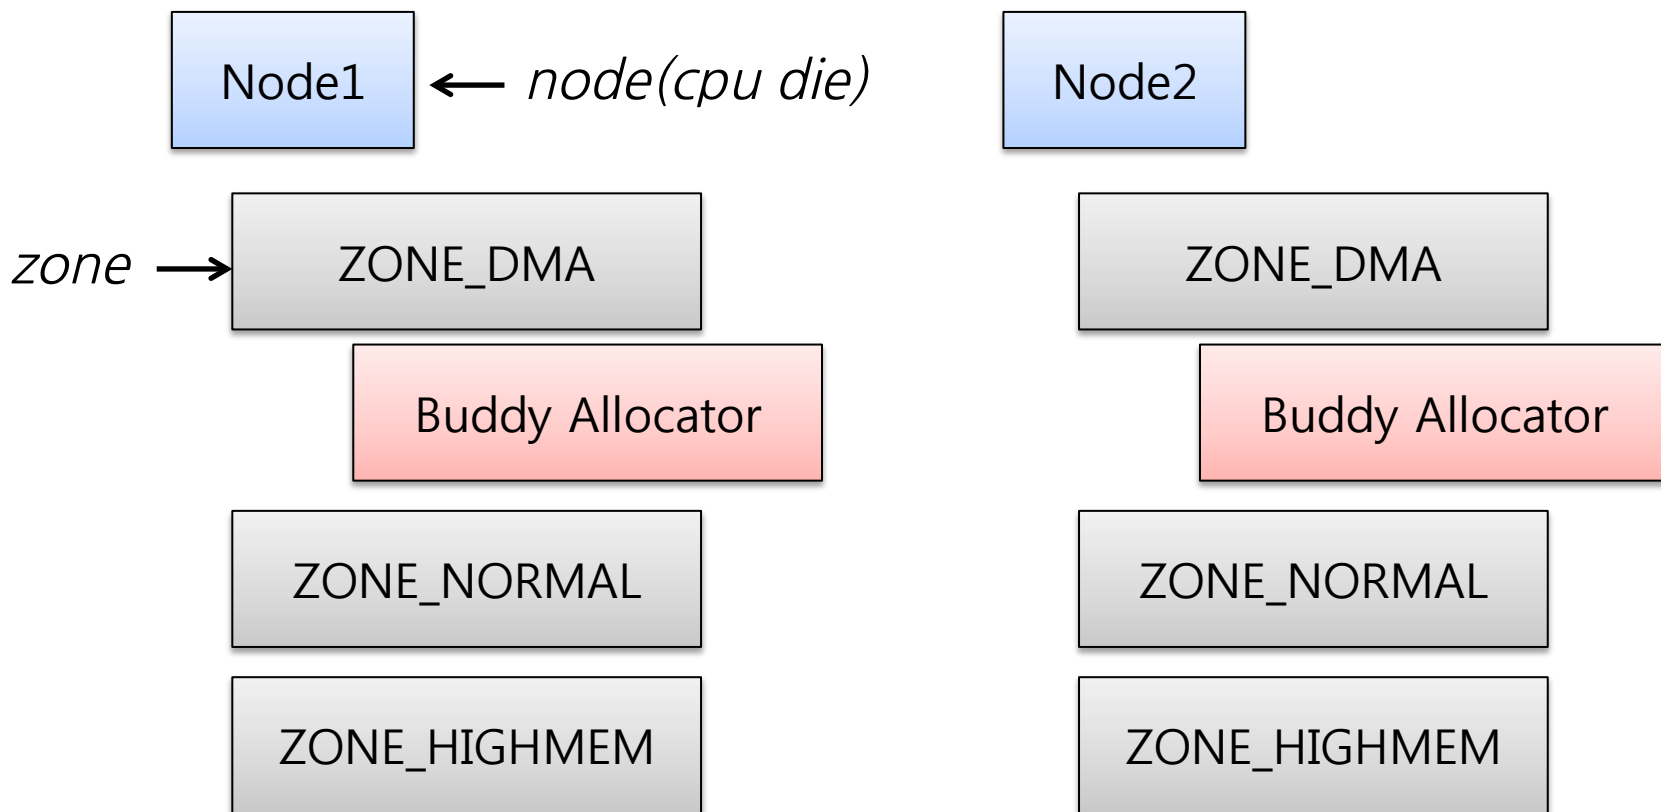 Node1
node(cpu die)
Node2
zone
ZONE_DMA
ZONE_DMA
Buddy Allocator
Buddy Allocator
ZONE_NORMAL
ZONE_NORMAL
ZONE_HIGHMEM
ZONE_HIGHMEM